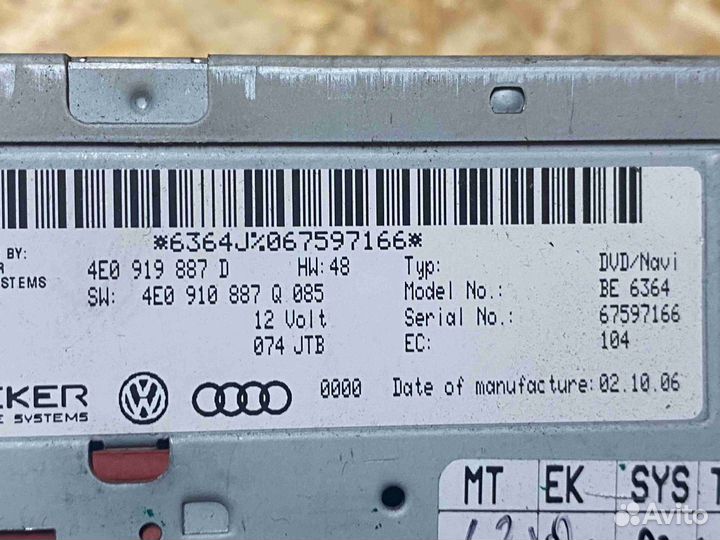 *6364J%067597166*
BY:
4E0 919 887 D HW:48 Typ: DVD/Navi
STEMS
SW: 4E0 910 887 Q 085 Model No.: BE 6364
12 Volt Serial No.: 67597166
074 JTB EC: 104
CKER
E SYSTEMS
0000 Date of manufacture: 02.10.06
MT EK SYS T
Avito